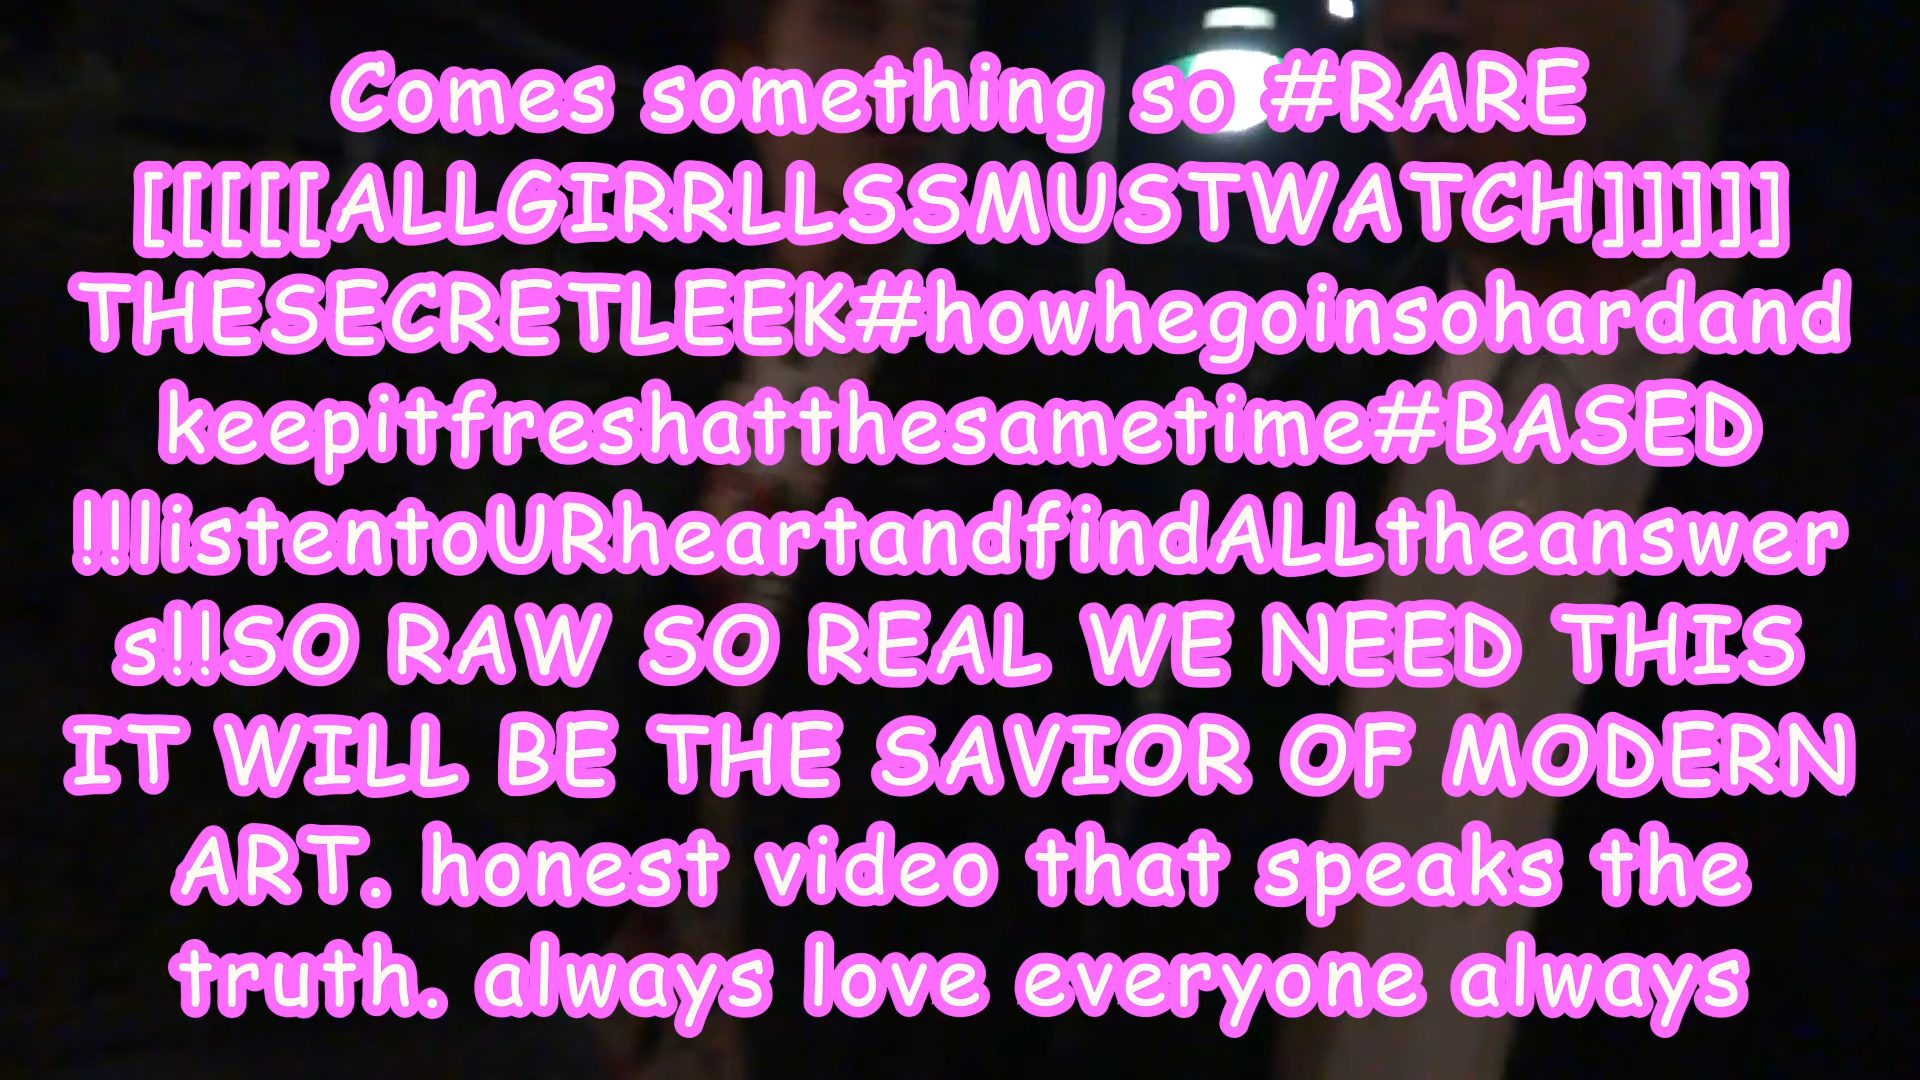 Comes something so #RARE
[[[[[ALLGIRRLLSSMUSTWATCH]]]]]
THESECRETLEEK#howhegoinsohardand
keepitfreshatthesametime#BASED
!!listentoURheartandfindALLtheanswer
s!!SO RAW SO REAL WE NEED THIS
IT WILL BE THE SAVIOR OF MODERN
ART. honest video that speaks the
truth. always love everyone always